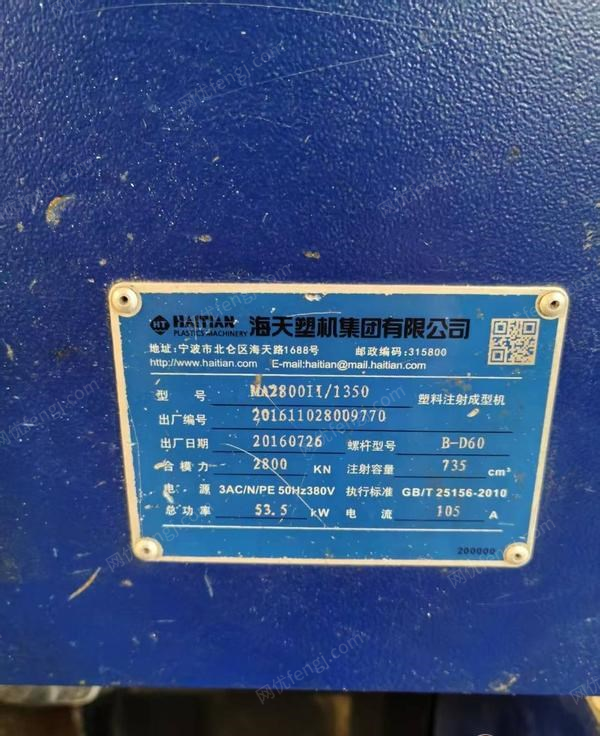 HT HAITIAN PLASTICS MACHINERY 海天塑机集团有限公司
地址:宁波市北仑区海天路1688号 邮政编码:315800
http://www.haitian.com E-mail:haitian@mail.haitian.com
型号 MA2800II/1350 塑料注射成型机
出厂编号 201611028009770
出厂日期 20160726 螺杆型号 B-D60
合模力 2800 KN 注射容量 735 cm³
电源 3AC/N/PE 50Hz380V 执行标准 GB/T 25156-2010
总功率 53.5 kW 电流 105 A
200000